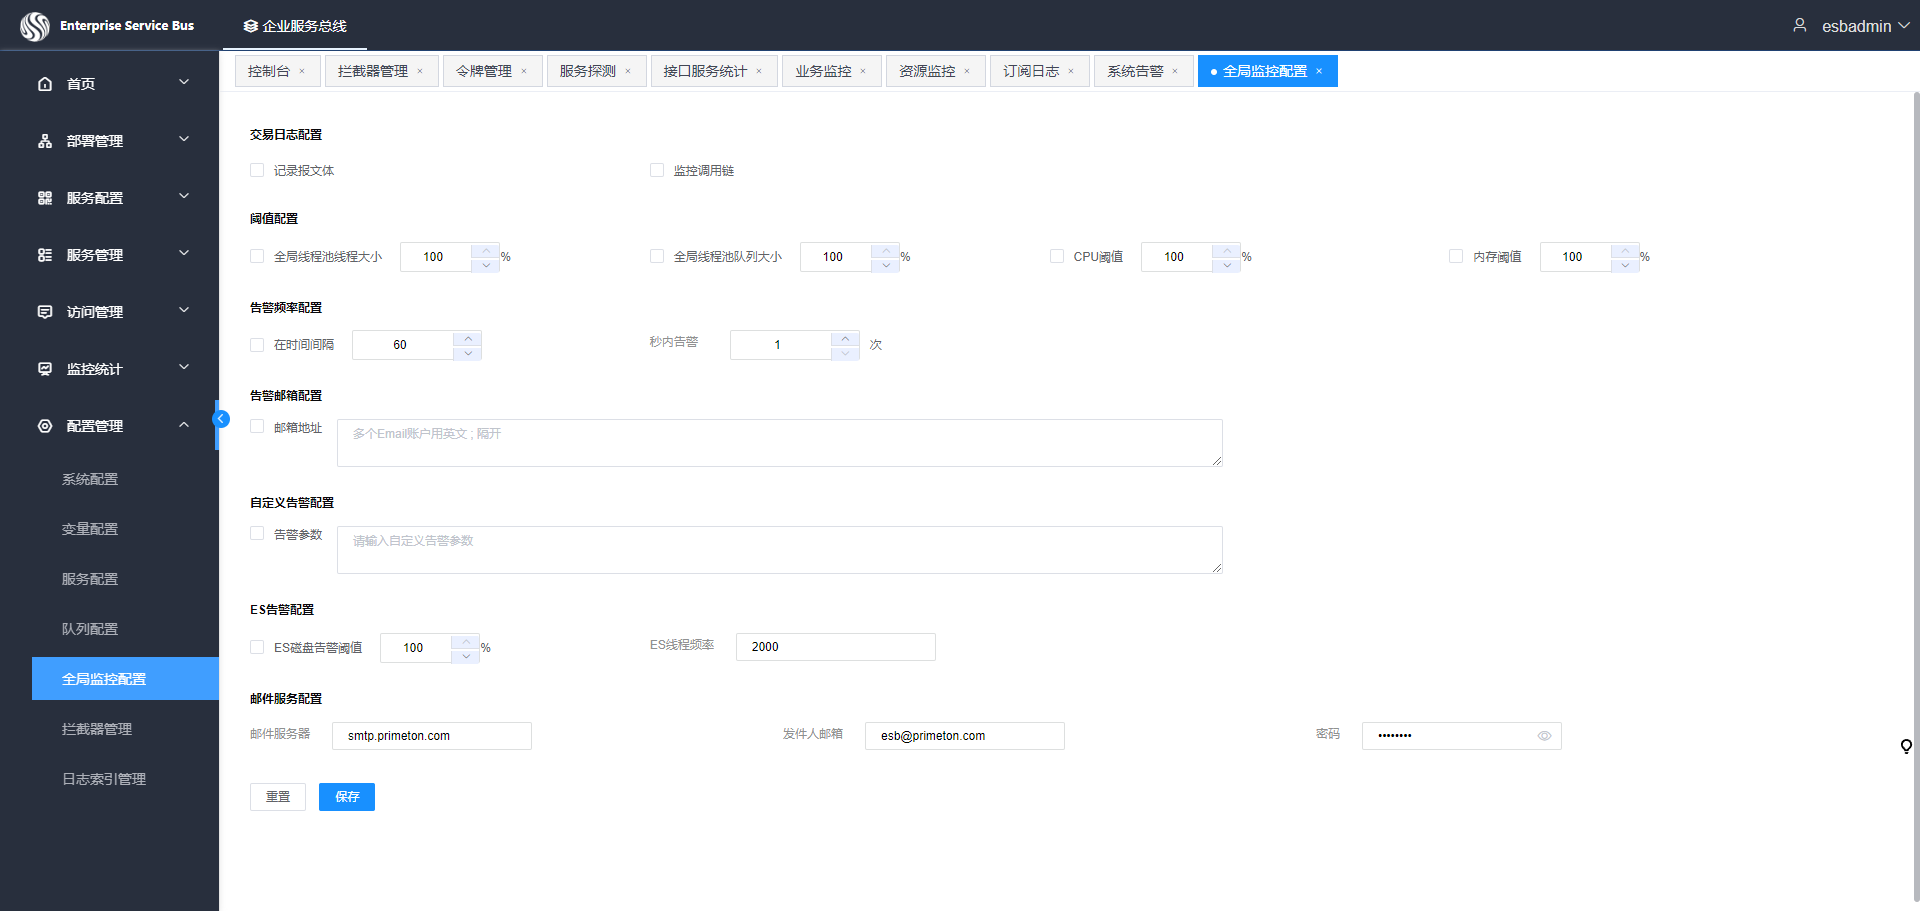 Enterprise Service Bus
企业服务总线
esbadmin
首页
部署管理
服务配置
服务管理
访问管理
监控统计
配置管理
系统配置
变量配置
服务配置
队列配置
全局监控配置
拦截器管理
日志索引管理
控制台 × 拦截器管理 × 令牌管理 × 服务探测 × 接口服务统计 × 业务监控 × 资源监控 × 订阅日志 × 系统告警 × 全局监控配置 ×
交易日志配置
记录报文体 监控调用链
阈值配置
全局线程池线程大小 100 % 全局线程池队列大小 100 % CPU阈值 100 % 内存阈值 100 %
告警频率配置
在时间间隔 60 秒内告警 1 次
告警邮箱配置
邮箱地址 多个Email账户用英文 ; 隔开
自定义告警配置
告警参数 请输入自定义告警参数
ES告警配置
ES磁盘告警阈值 100 % ES线程频率 2000
邮件服务配置
邮件服务器 smtp.primeton.com 发件人邮箱 esb@primeton.com 密码 ••••••••
重置 保存